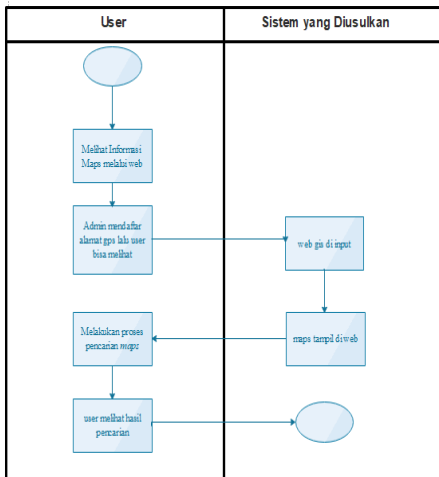 User
Sistem yang Diusulkan
Melihat Informasi
Maps melalui web
Admin mendaftar
alamat gps lalu user
bisa melihat
web gis di input
maps tampil di web
Melakukan proses
pencarian maps
user melihat hasil
pencarian